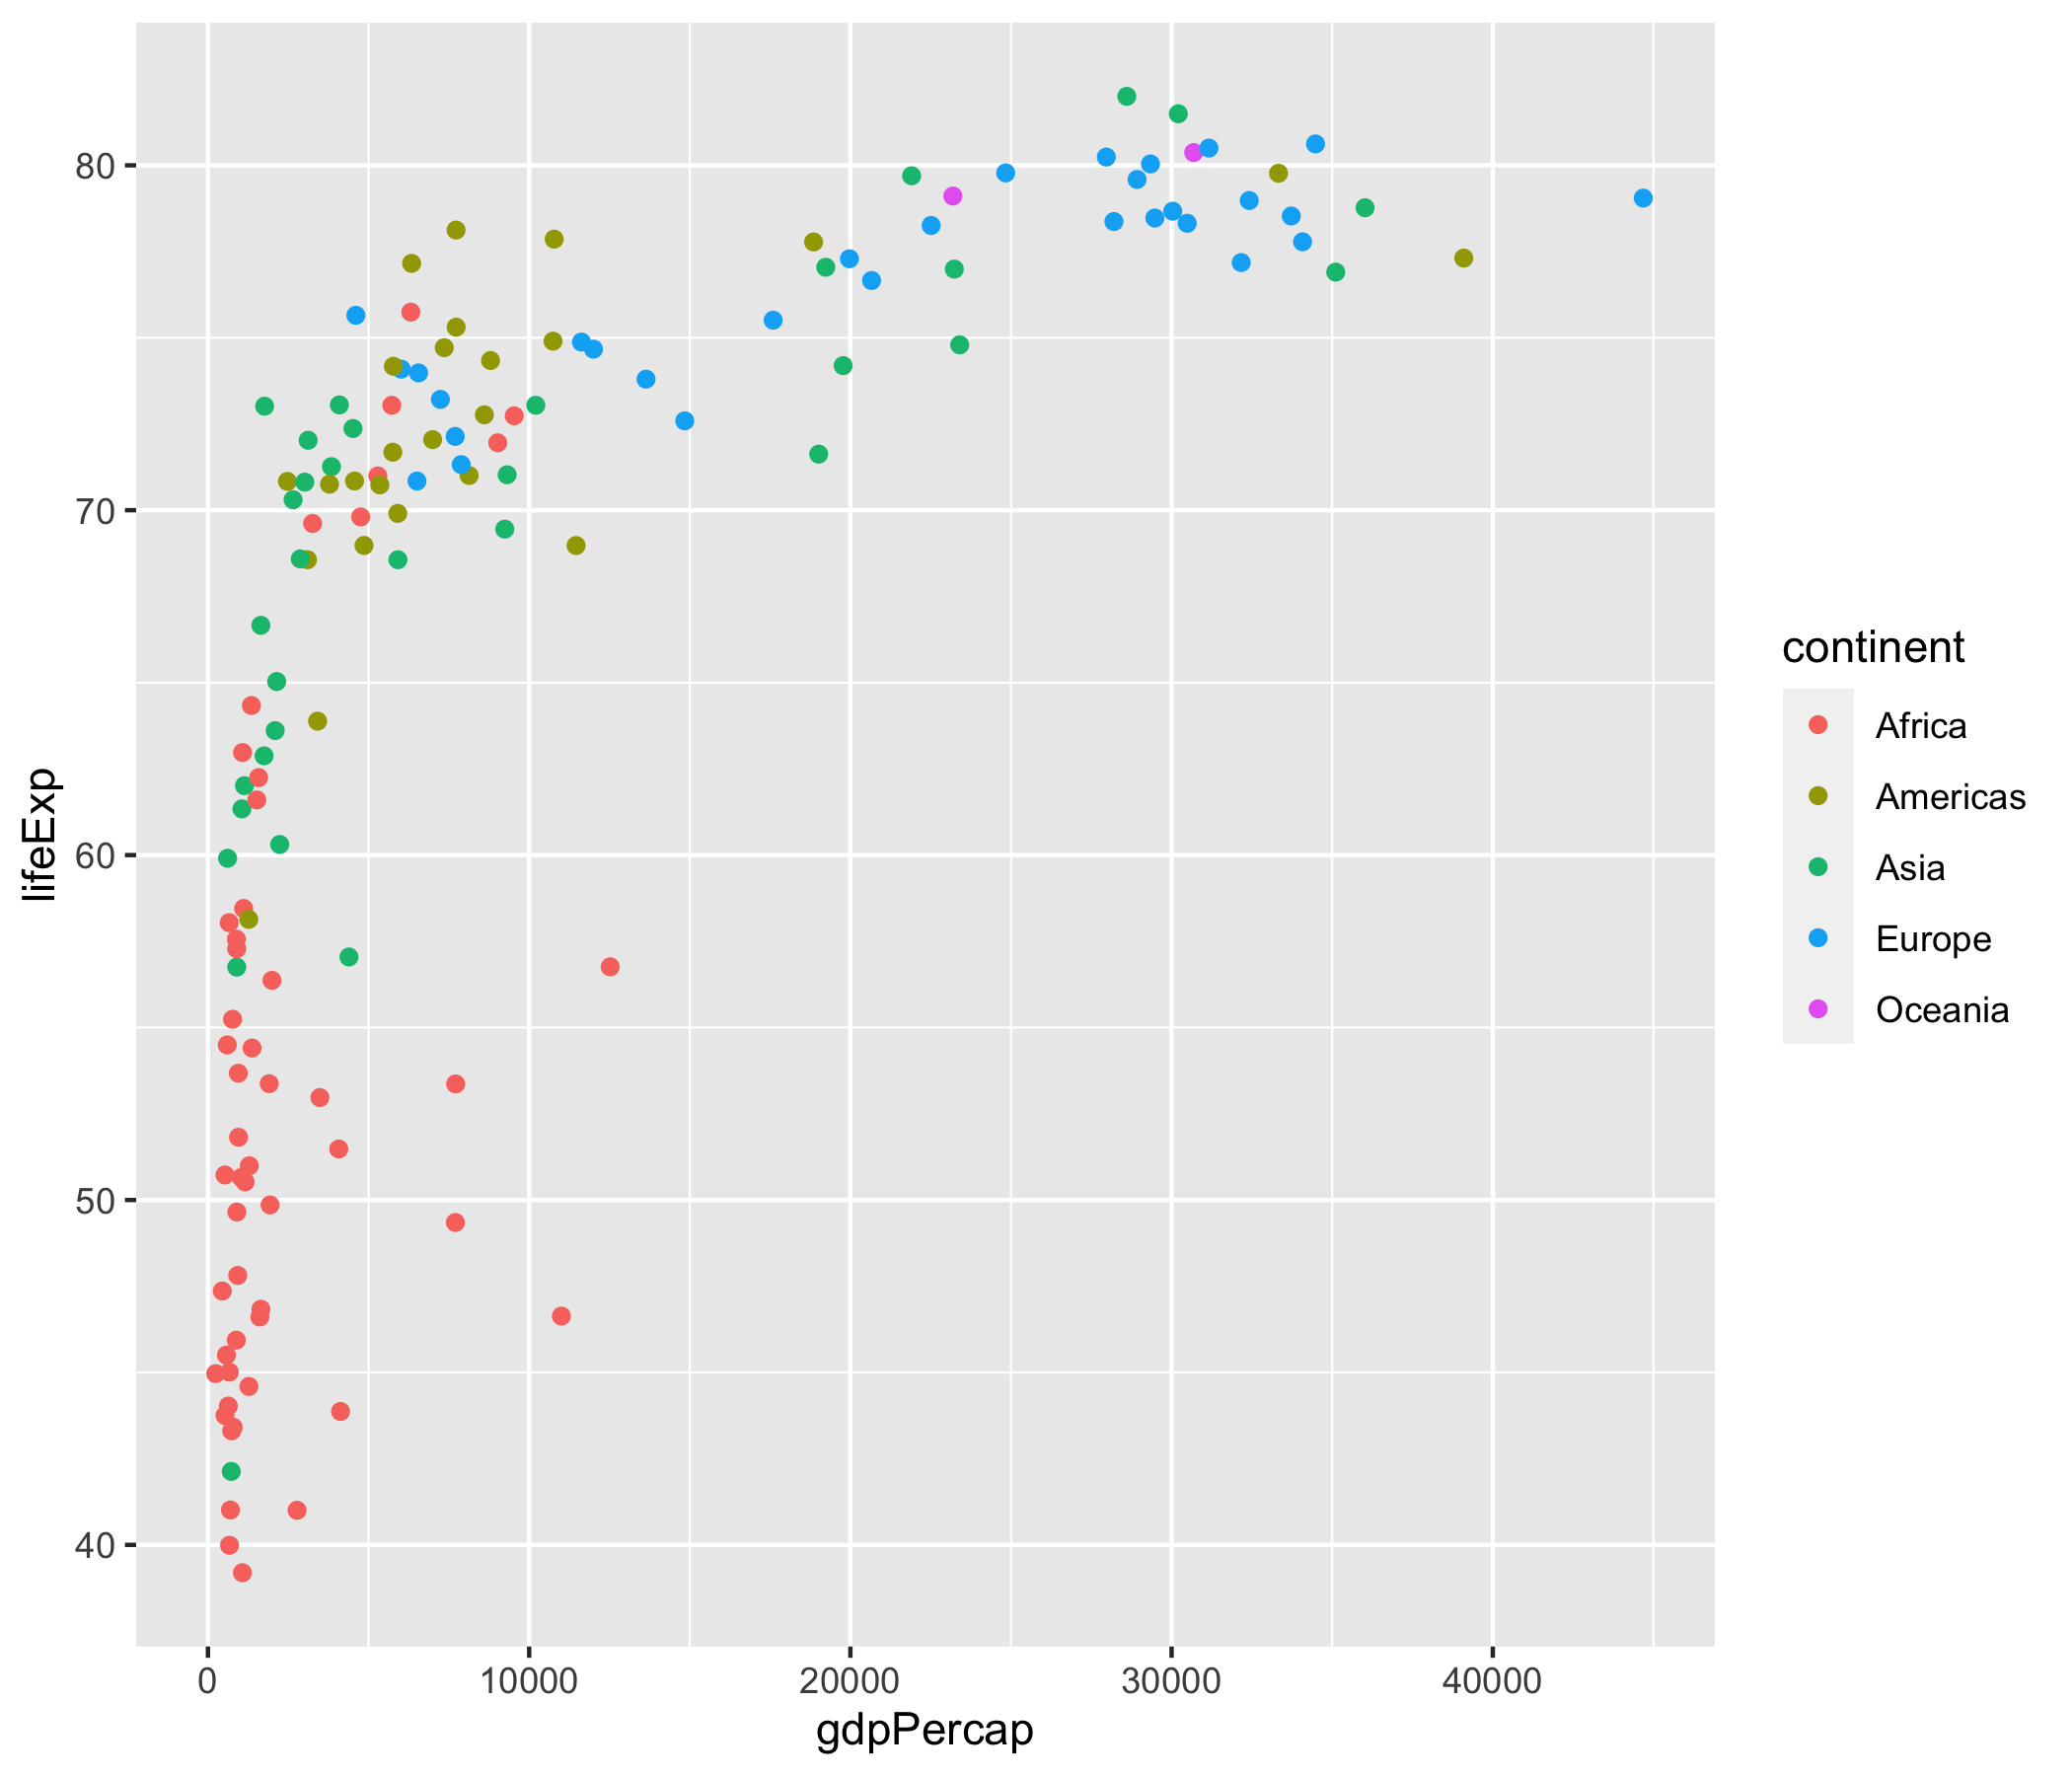 80
70
60
50
40
lifeExp
0 10000 20000 30000 40000
gdpPercap
continent
Africa
Americas
Asia
Europe
Oceania